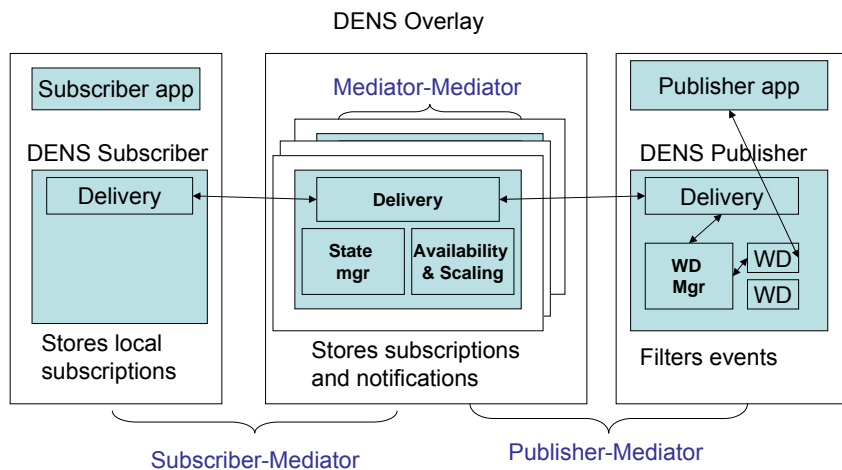 DENS Overlay
Subscriber app
DENS Subscriber
Delivery
Stores local
subscriptions
Mediator-Mediator
Delivery
State
mgr
Availability
& Scaling
Stores subscriptions
and notifications
Publisher app
DENS Publisher
Delivery
WD
Mgr
WD
WD
Filters events
Subscriber-Mediator
Publisher-Mediator